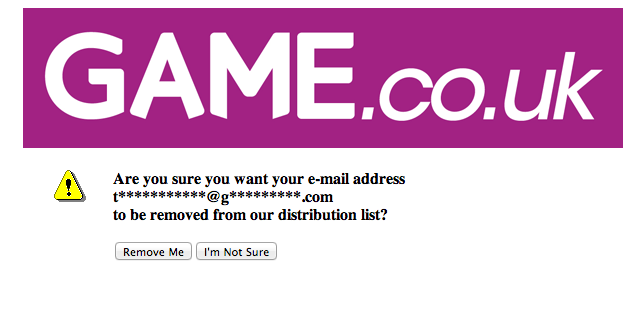 GAME.co.uk
Are you sure you want your e-mail address
t***********@g*********.com
to be removed from our distribution list?
Remove Me I'm Not Sure